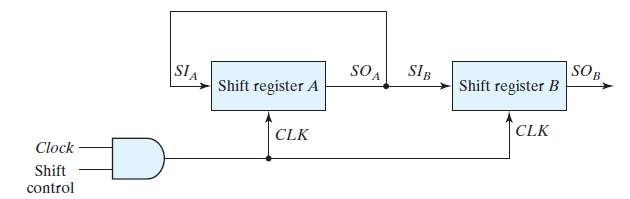 SI_A
Shift register A
SO_A
SI_B
Shift register B
SO_B
CLK
CLK
Clock
Shift
control